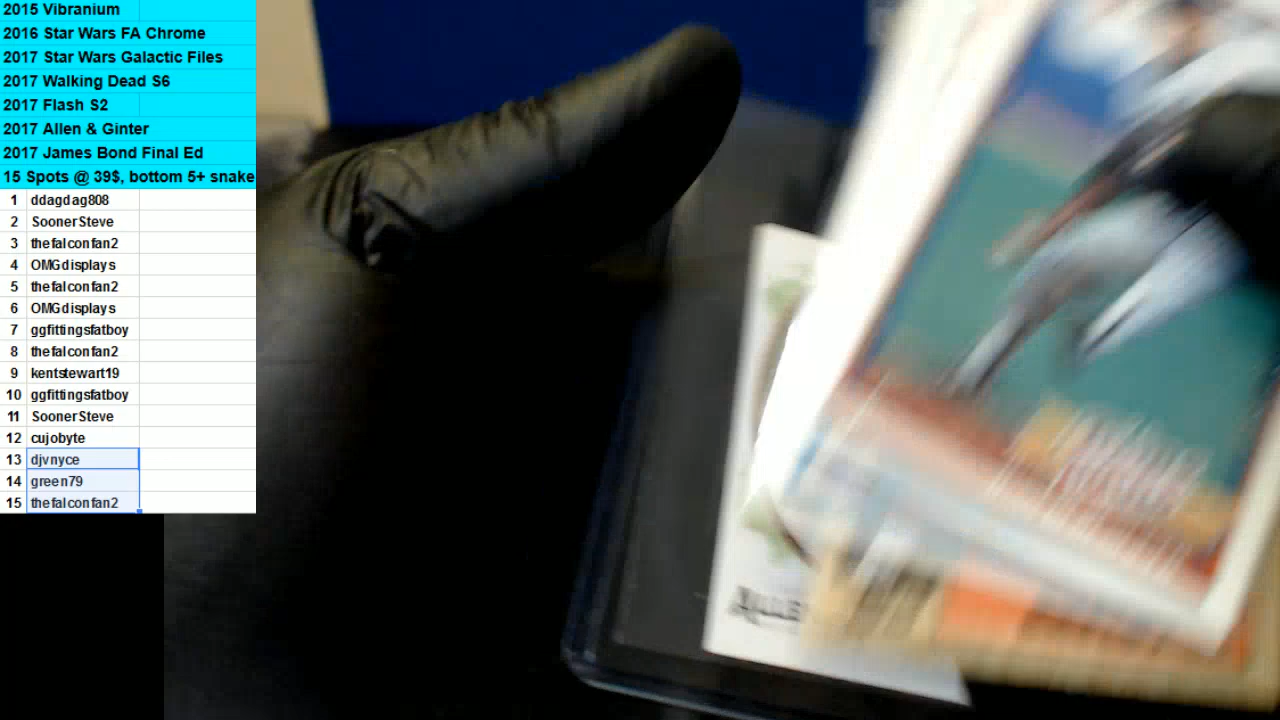 2015 Vibranium
2016 Star Wars FA Chrome
2017 Star Wars Galactic Files
2017 Walking Dead S6
2017 Flash S2
2017 Allen & Ginter
2017 James Bond Final Ed
15 Spots @ 39$, bottom 5+ snake
1 ddagdag808
2 SoonerSteve
3 thefalconfan2
4 OMGdisplays
5 thefalconfan2
6 OMGdisplays
7 ggfittingsfatboy
8 thefalconfan2
9 kentstewart19
10 ggfittingsfatboy
11 SoonerSteve
12 cujobyte
13 djvnyce
14 green79
15 thefalconfan2